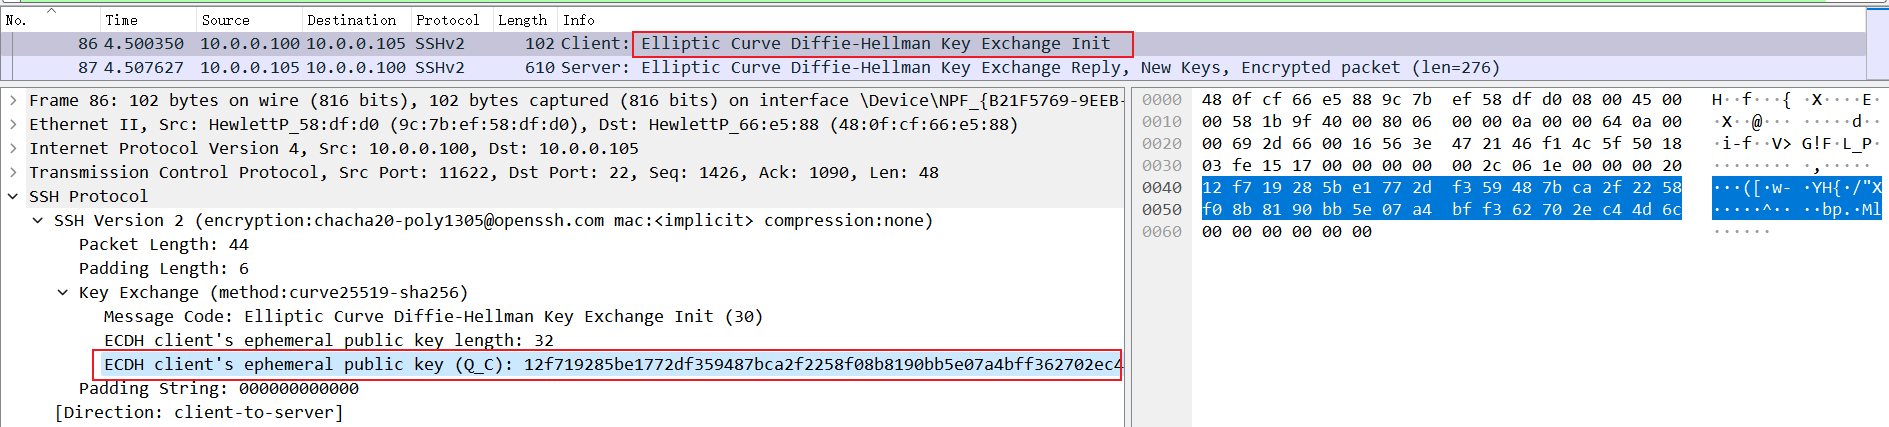 No. Time Source Destination Protocol Length Info
86 4.500350 10.0.0.100 10.0.0.105 SSHv2 102 Client: Elliptic Curve Diffie-Hellman Key Exchange Init
87 4.507627 10.0.0.105 10.0.0.100 SSHv2 610 Server: Elliptic Curve Diffie-Hellman Key Exchange Reply, New Keys, Encrypted packet (len=276)
Frame 86: 102 bytes on wire (816 bits), 102 bytes captured (816 bits) on interface \Device\NPF_{B21F5769-9EEB-
Ethernet II, Src: HewlettP_58:df:d0 (9c:7b:ef:58:df:d0), Dst: HewlettP_66:e5:88 (48:0f:cf:66:e5:88)
Internet Protocol Version 4, Src: 10.0.0.100, Dst: 10.0.0.105
Transmission Control Protocol, Src Port: 11622, Dst Port: 22, Seq: 1426, Ack: 1090, Len: 48
SSH Protocol
SSH Version 2 (encryption:chacha20-poly1305@openssh.com mac:<implicit> compression:none)
Packet Length: 44
Padding Length: 6
Key Exchange (method:curve25519-sha256)
Message Code: Elliptic Curve Diffie-Hellman Key Exchange Init (30)
ECDH client's ephemeral public key length: 32
ECDH client's ephemeral public key (Q_C): 12f719285be1772df359487bca2f2258f08b8190bb5e07a4bff362702ec4
Padding String: 000000000000
[Direction: client-to-server]
0000 48 0f cf 66 e5 88 9c 7b ef 58 df d0 08 00 45 00 H··f···{ ·X····E·
0010 00 58 1b 9f 40 00 80 06 00 00 0a 00 00 64 0a 00 ·X··@··· ·····d··
0020 00 69 2d 66 00 16 56 3e 47 21 46 f1 4c 5f 50 18 ·i-f··V> G!F·L_P·
0030 03 fe 15 17 00 00 00 00 00 2c 06 1e 00 00 00 20 ········ ·,·····
0040 12 f7 19 28 5b e1 77 2d f3 59 48 7b ca 2f 22 58 ···([·w- ·YH{·/"X
0050 f0 8b 81 90 bb 5e 07 a4 bf f3 62 70 2e c4 4d 6c ·····^·· ··bp.·Ml
0060 00 00 00 00 00 00 ······